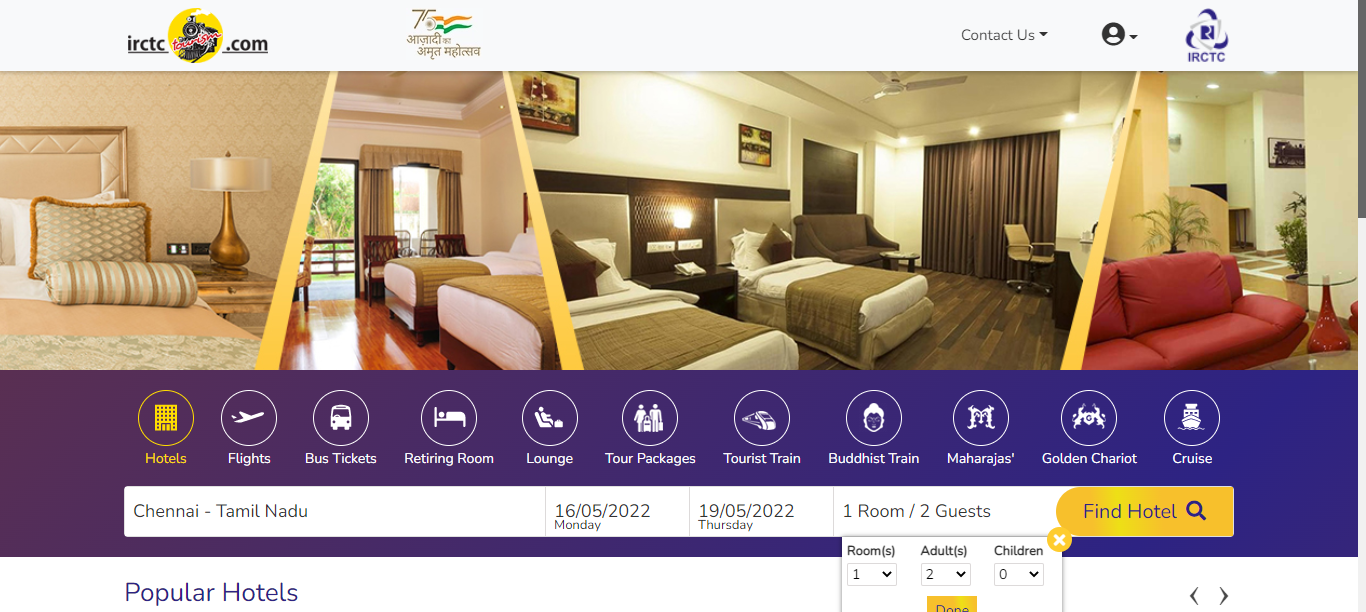 irctc tourism .com
75
आज़ादी का
अमृत महोत्सव
Contact Us
IRCTC
Hotels
Flights
Bus Tickets
Retiring Room
Lounge
Tour Packages
Tourist Train
Buddhist Train
Maharajas'
Golden Chariot
Cruise
Chennai - Tamil Nadu
16/05/2022
Monday
19/05/2022
Thursday
1 Room / 2 Guests
Find Hotel
Room(s)
Adult(s)
Children
1
2
0
Done
Popular Hotels